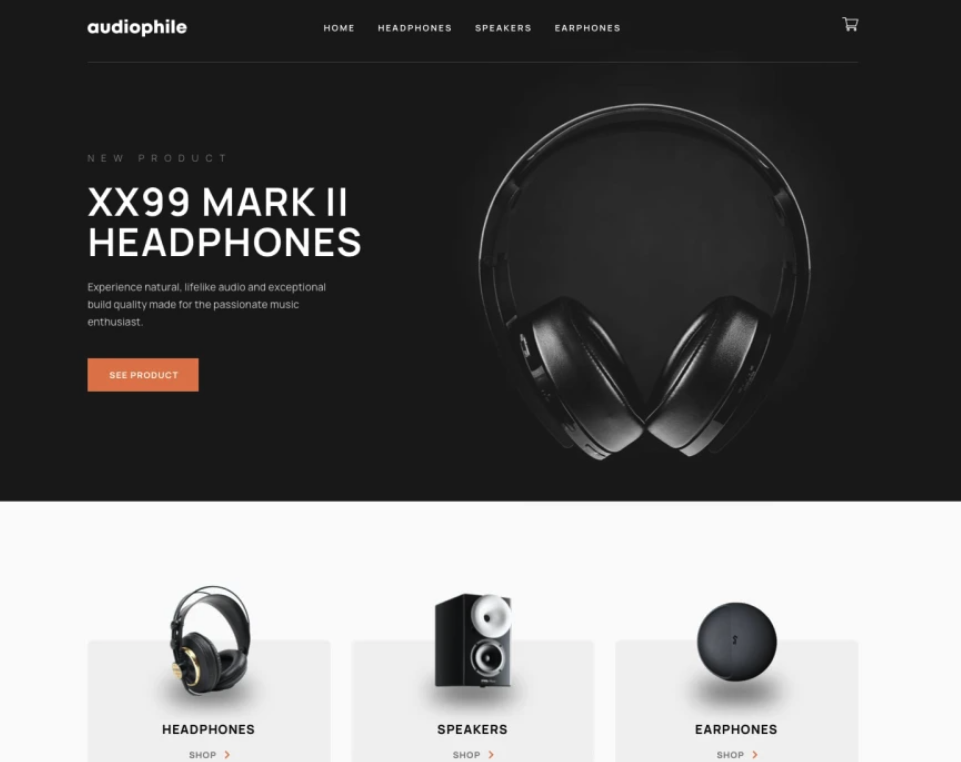 audiophile
HOME HEADPHONES SPEAKERS EARPHONES
NEW PRODUCT
XX99 MARK II
HEADPHONES
Experience natural, lifelike audio and exceptional
build quality made for the passionate music
enthusiast.
SEE PRODUCT
HEADPHONES
SHOP
SPEAKERS
SHOP
EARPHONES
SHOP